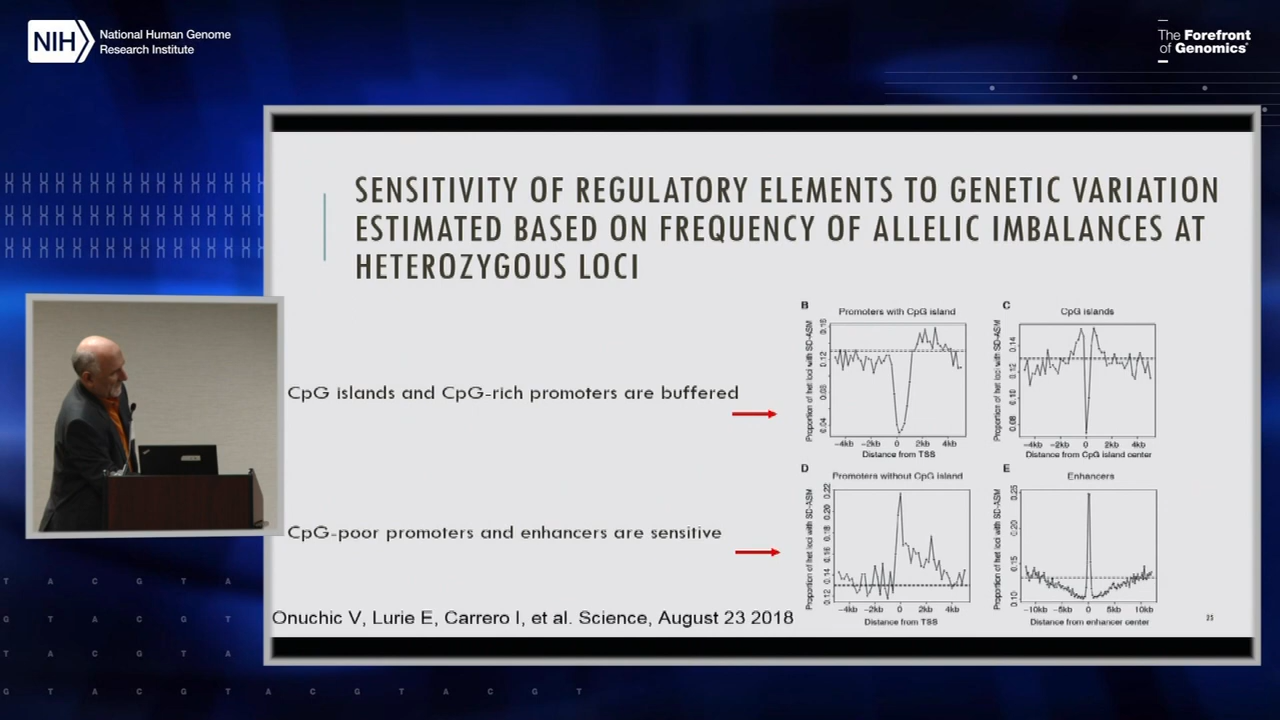 NIH
National Human Genome
Research Institute
The Forefront
of Genomics
SENSITIVITY OF REGULATORY ELEMENTS TO GENETIC VARIATION
ESTIMATED BASED ON FREQUENCY OF ALLELIC IMBALANCES AT
HETEROZYGOUS LOCI
CpG islands and CpG-rich promoters are buffered
CpG-poor promoters and enhancers are sensitive
B
Promoters with CpG island
Proportion of het loci with SD-ASM
0.16
0.12
0.08
0.04
−4kb −2kb 0 2kb 4kb
Distance from TSS
C
CpG islands
Proportion of het loci with SD-ASM
0.14
0.12
0.10
0.08
−4kb −2kb 0 2kb 4kb
Distance from CpG island center
D
Promoters without CpG island
Proportion of het loci with SD-ASM
0.22
0.20
0.18
0.16
0.14
0.12
−4kb −2kb 0 2kb 4kb
Distance from TSS
E
Enhancers
Proportion of het loci with SD-ASM
0.25
0.20
0.15
0.10
−10kb −5kb 0 5kb 10kb
Distance from enhancer center
Onuchic V, Lurie E, Carrero I, et al. Science, August 23 2018
T A C G T A
G T A C G T
T A C G T A
G T A C G T A C G T A C G T A C G T